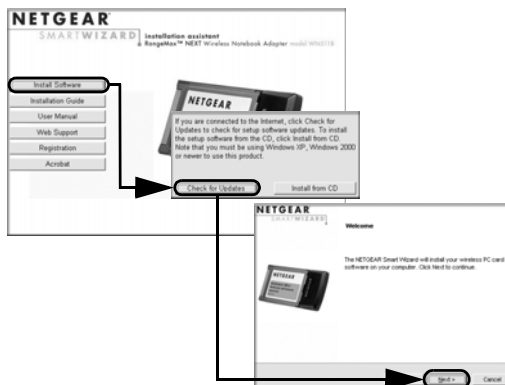 NETGEAR
SMARTWIZARD
installation assistant
RangeMax™ NEXT Wireless Notebook Adapter model WN511B
Install Software
Installation Guide
User Manual
Web Support
Registration
Acrobat
NETGEAR
If you are connected to the Internet, click Check for
Updates to check for setup software updates. To install
the setup software from the CD, click Install from CD.
Note that you must be using Windows XP, Windows 2000
or newer to use this product.
Check for Updates
Install from CD
NETGEAR
SMARTWIZARD
Welcome
The NETGEAR Smart Wizard will install your wireless PC card
software on your computer. Click Next to continue.
NETGEAR
Next >
Cancel